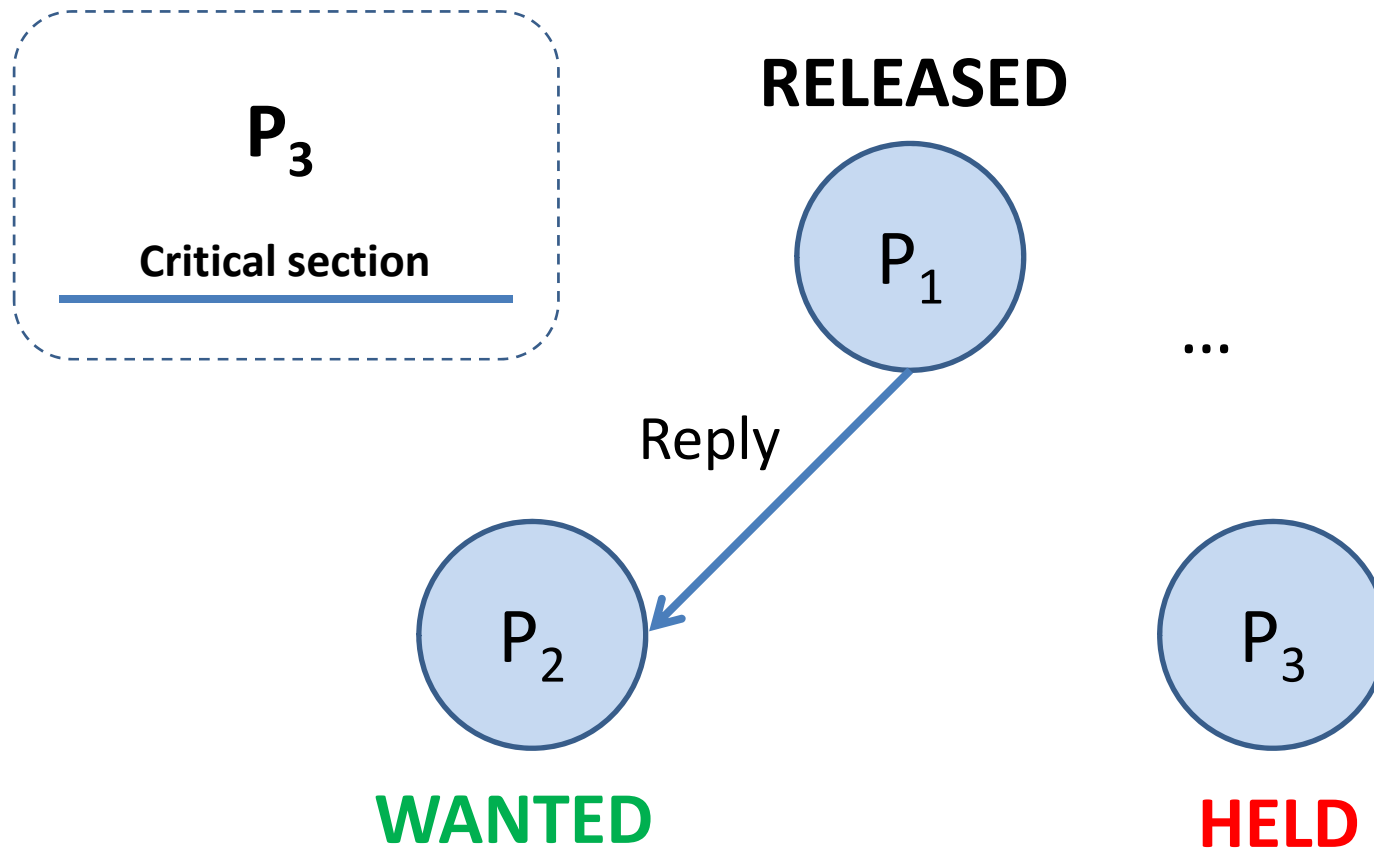 RELEASED
P₃
Critical section
P₁
...
Reply
P₂
P₃
WANTED
HELD